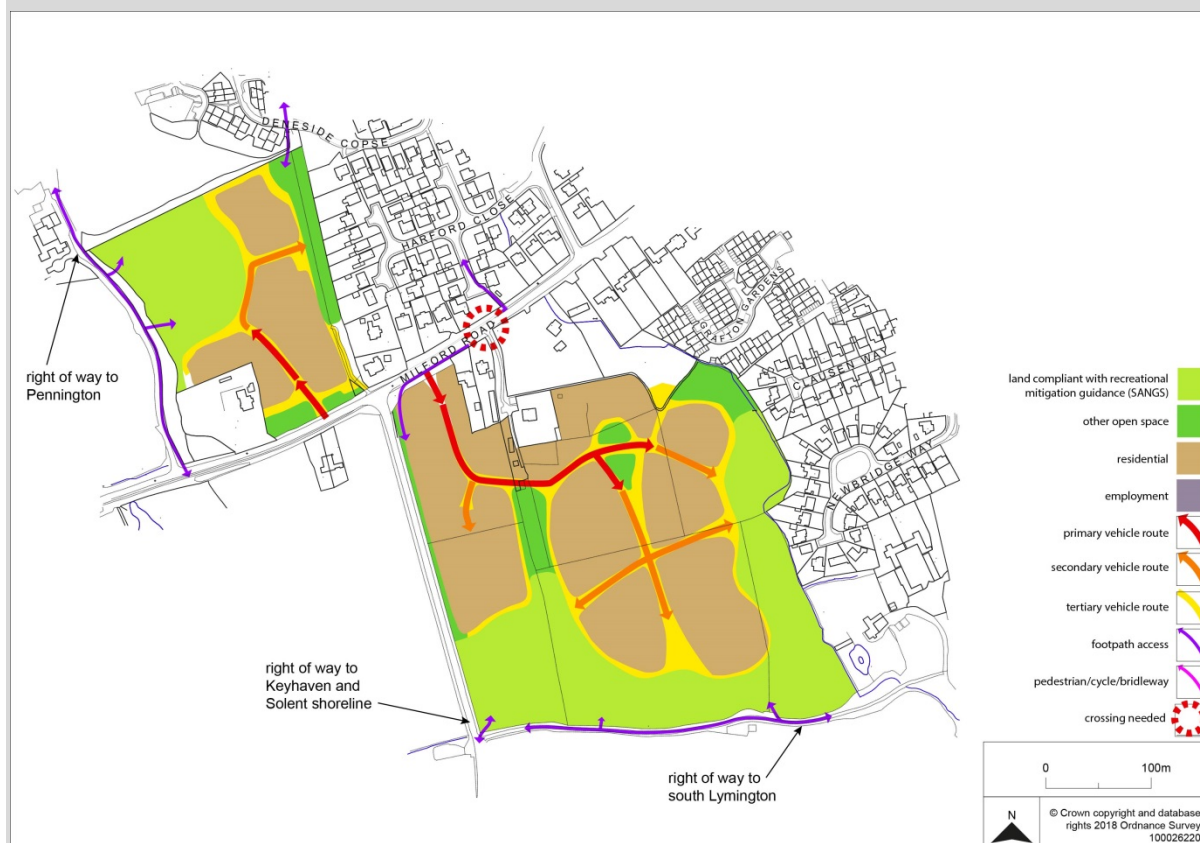 DENESIDE COPSE
HARFORD CLOSE
MILFORD ROAD
GRAFTON GARDENS
CLAUSEN WAY
NEWBRIDGE WAY
right of way to
Pennington
right of way to
Keyhaven and
Solent shoreline
right of way to
south Lymington
land compliant with recreational
mitigation guidance (SANGS)
other open space
residential
employment
primary vehicle route
secondary vehicle route
tertiary vehicle route
footpath access
pedestrian/cycle/bridleway
crossing needed
0 100m
N
© Crown copyright and database
rights 2018 Ordnance Survey
100026220